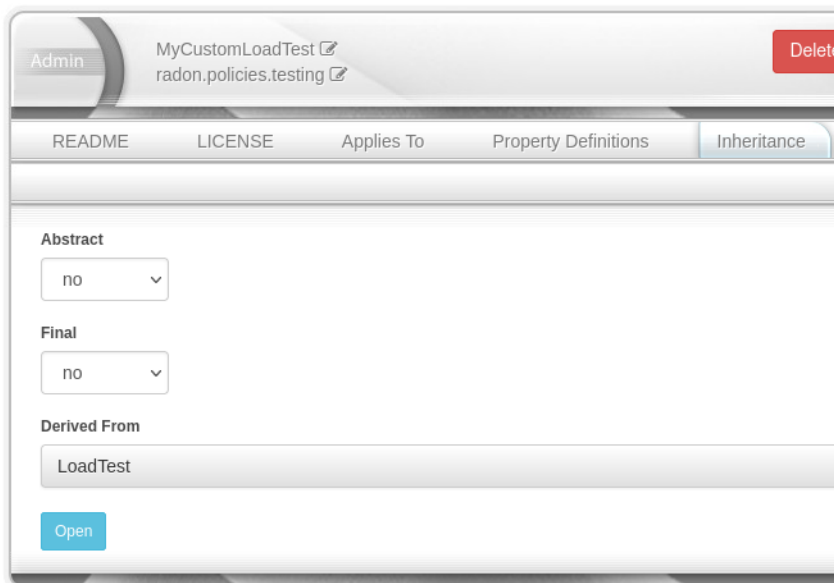 Admin
MyCustomLoadTest
radon.policies.testing
README LICENSE Applies To Property Definitions Inheritance
Abstract
no
Final
no
Derived From
LoadTest
Open